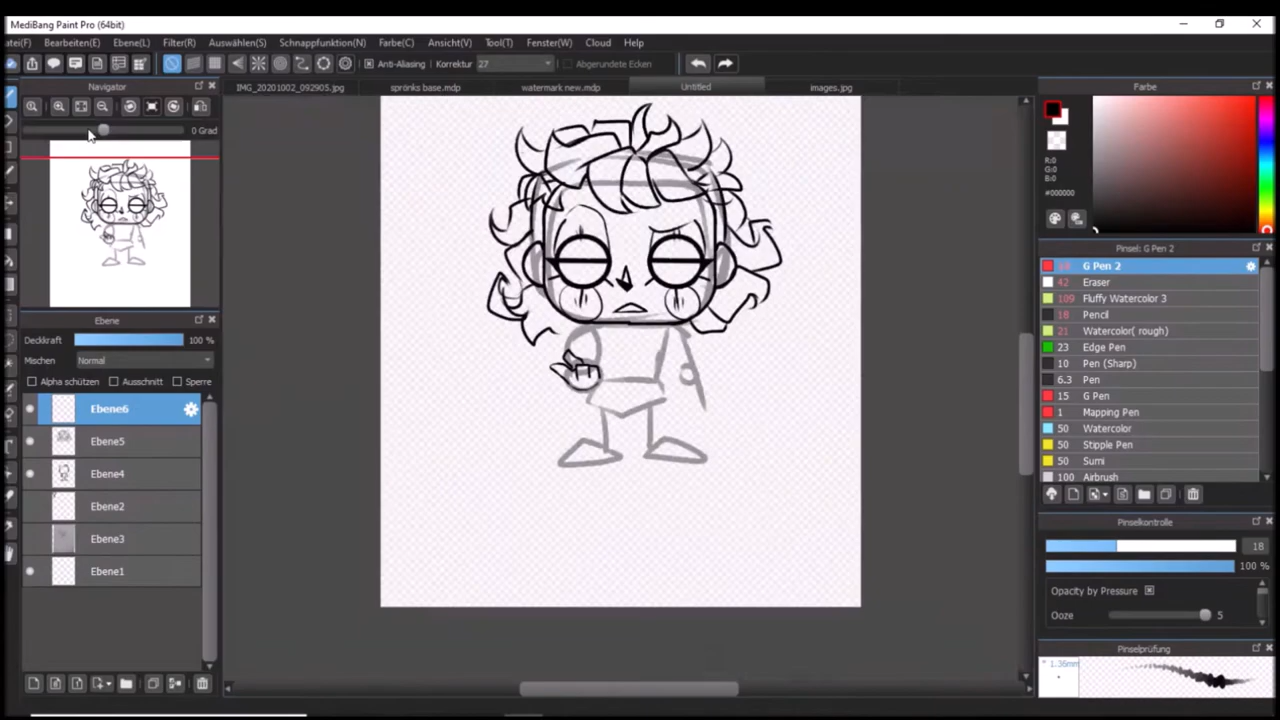 MediBang Paint Pro (64bit)
atei(F) Bearbeiten(E) Ebene(L) Filter(R) Auswählen(S) Schnappfunktion(N) Farbe(C) Ansicht(V) Tool(T) Fenster(W) Cloud Help
Anti-Aliasing Korrektur 27 Abgerundete Ecken
Navigator
IMG_20201002_092905.jpg spronks base.mdp watermark new.mdp Untitled images.jpg
0 Grad
Ebene
Deckkraft 100 %
Mischen Normal
Alpha schützen Ausschnitt Sperre
Ebene6
Ebene5
Ebene4
Ebene2
Ebene3
Ebene1
Farbe
R:0
G:0
B:0
#000000
Pinsel: G Pen 2
G Pen 2
42 Eraser
109 Fluffy Watercolor 3
18 Pencil
21 Watercolor( rough)
23 Edge Pen
10 Pen (Sharp)
6.3 Pen
15 G Pen
1 Mapping Pen
50 Watercolor
50 Stipple Pen
50 Sumi
100 Airbrush
Pinselkontrolle
18
100 %
Opacity by Pressure
Ooze 5
Pinselprüfung
1.36mm